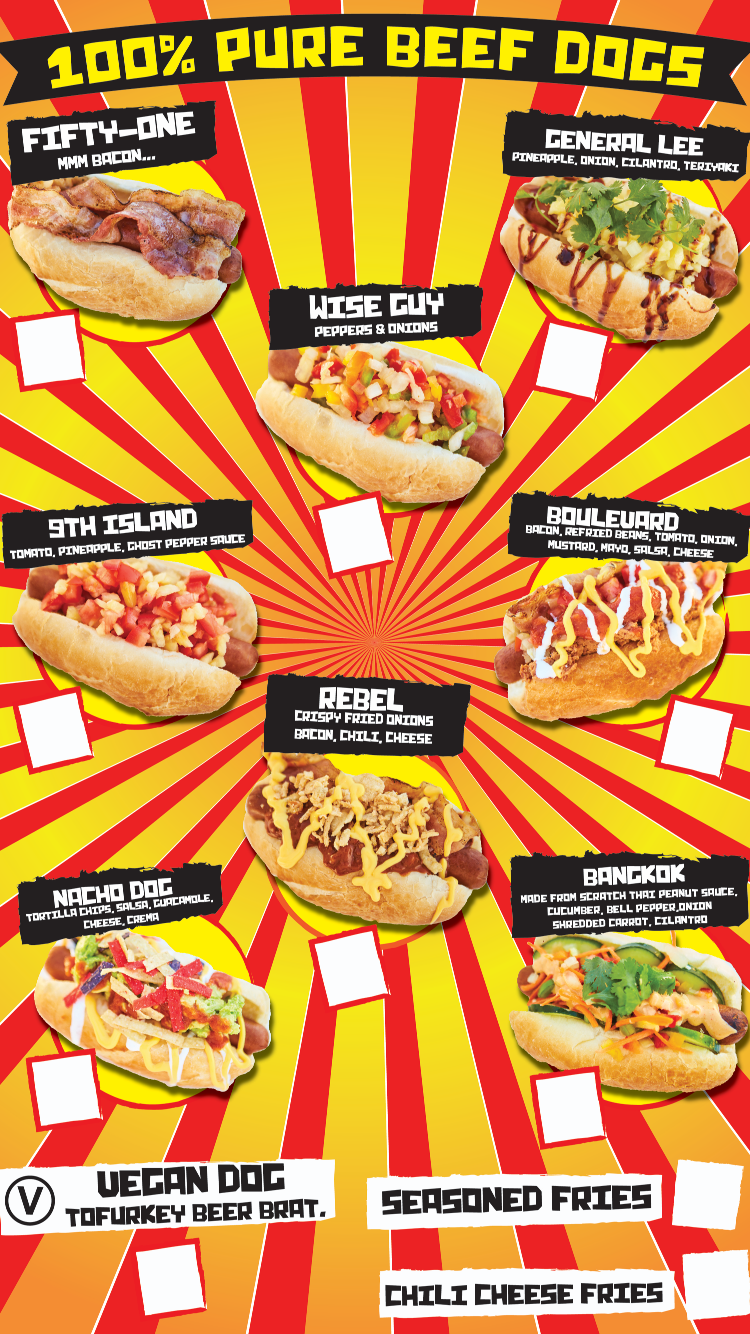 100% PURE BEEF DOGS
FIFTY-ONE
MMM BACON...
GENERAL LEE
PINEAPPLE, ONION, CILANTRO, TERIYAKI
WISE GUY
PEPPERS & ONIONS
9TH ISLAND
TOMATO, PINEAPPLE, GHOST PEPPER SAUCE
BOULEVARD
BACON, REFRIED BEANS, TOMATO, ONION,
MUSTARD, MAYO, SALSA, CHEESE
REBEL
CRISPY FRIED ONIONS
BACON, CHILI, CHEESE
NACHO DOG
TORTILLA CHIPS, SALSA, GUACAMOLE,
CHEESE, CREMA
BANGKOK
MADE FROM SCRATCH THAI PEANUT SAUCE,
CUCUMBER, BELL PEPPER,ONION
SHREDDED CARROT, CILANTRO
V
VEGAN DOG
TOFURKEY BEER BRAT.
SEASONED FRIES
CHILI CHEESE FRIES